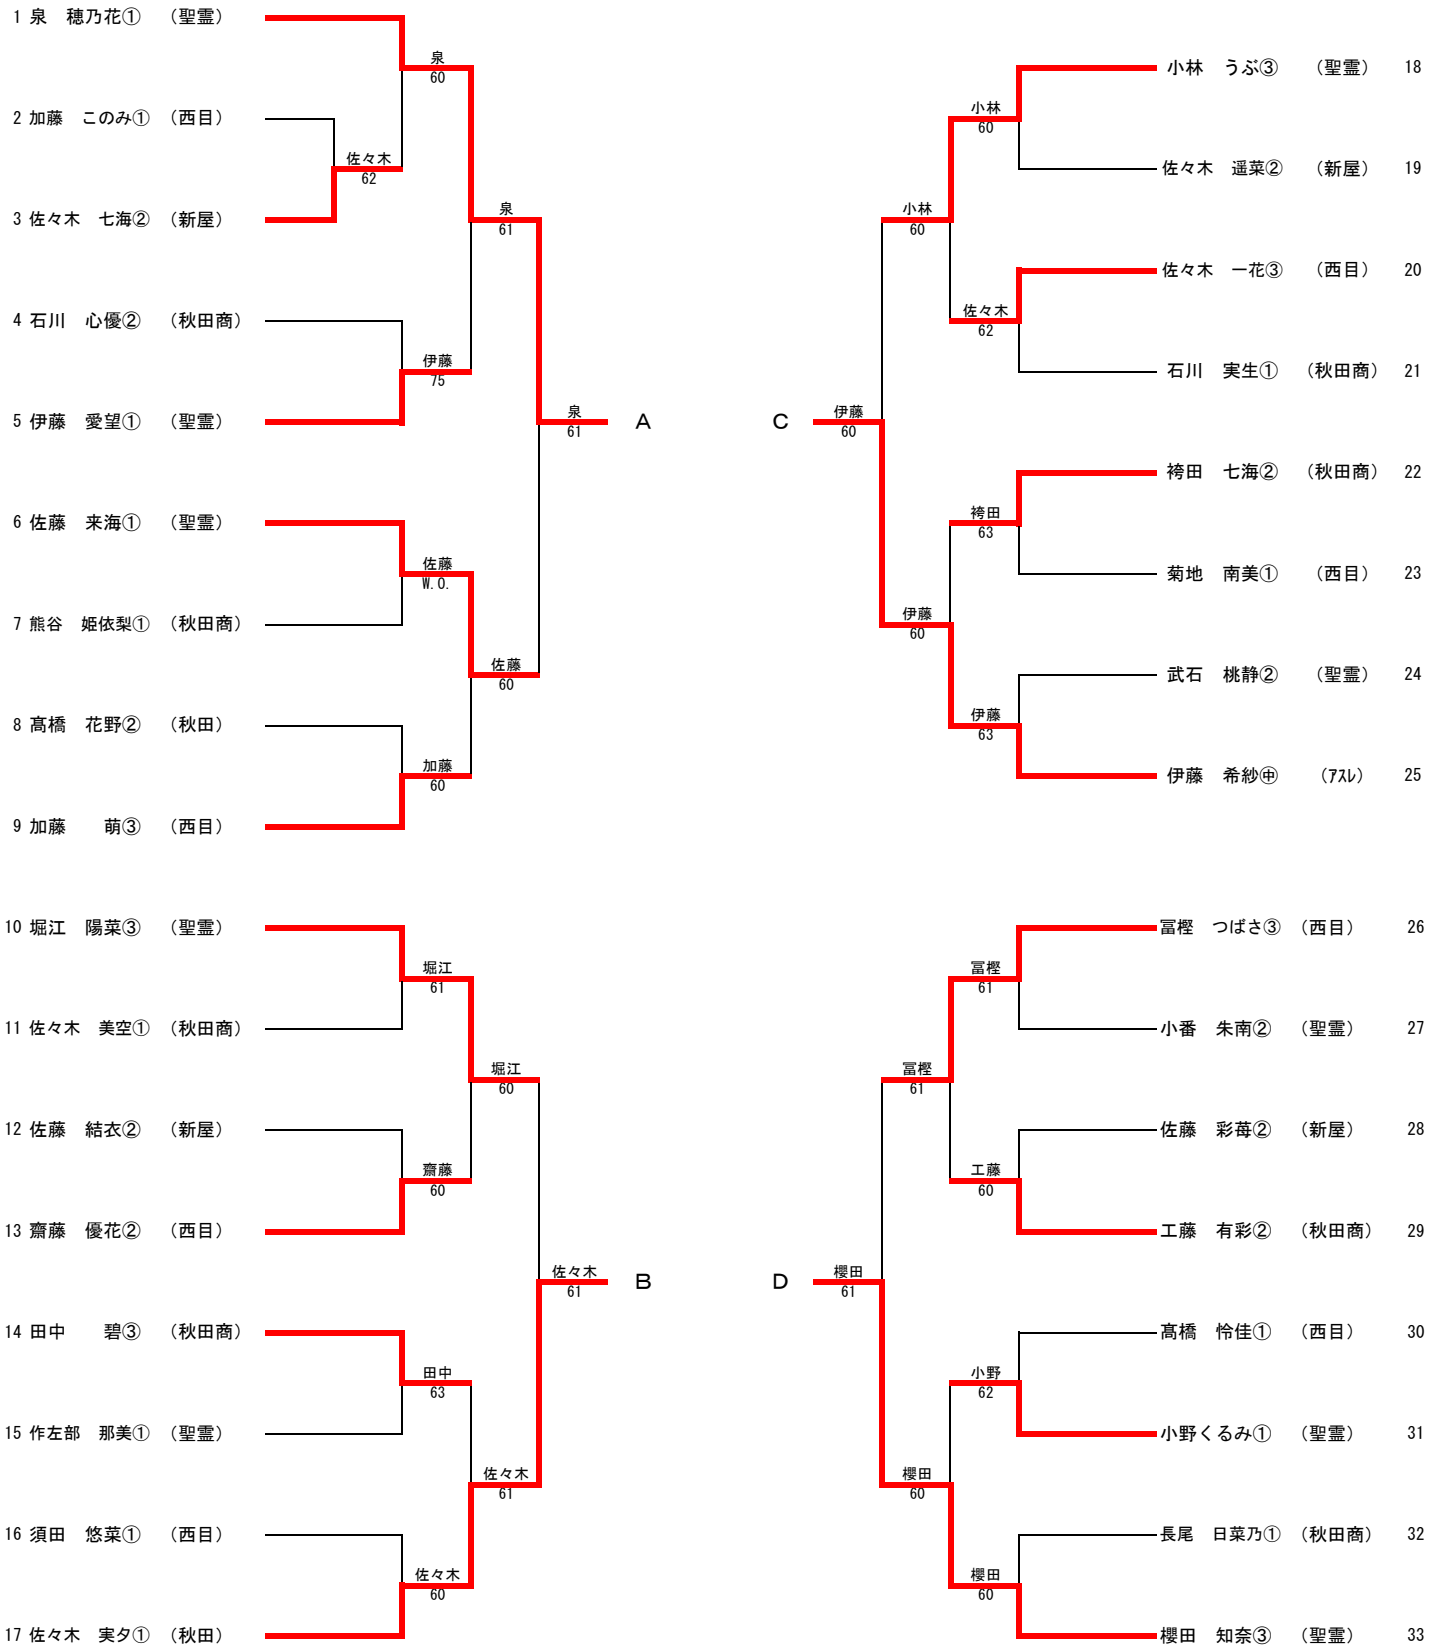 1 泉　穂乃花① （聖霊）
泉
60
2 加藤　このみ① （西目）
佐々木
62
3 佐々木　七海② （新屋）
泉
61
4 石川　心優② （秋田商）
伊藤
75
5 伊藤　愛望① （聖霊）
泉
61
A
6 佐藤　来海① （聖霊）
佐藤
W.O.
7 熊谷　姫依梨① （秋田商）
佐藤
60
8 髙橋　花野② （秋田）
加藤
60
9 加藤　　萌③ （西目）
10 堀江　陽菜③ （聖霊）
堀江
61
11 佐々木　美空① （秋田商）
堀江
60
12 佐藤　結衣② （新屋）
齋藤
60
13 齋藤　優花② （西目）
佐々木
61
B
14 田中　　碧③ （秋田商）
田中
63
15 作左部　那美① （聖霊）
佐々木
61
16 須田　悠菜① （西目）
佐々木
60
17 佐々木　実夕① （秋田）
小林　うぶ③ （聖霊） 18
小林
60
佐々木　遥菜② （新屋） 19
小林
60
佐々木　一花③ （西目） 20
佐々木
62
石川　実生① （秋田商） 21
C
伊藤
60
袴田　七海② （秋田商） 22
袴田
63
菊地　南美① （西目） 23
伊藤
60
武石　桃静② （聖霊） 24
伊藤
63
伊藤　希紗㊥ （ｱｽﾚ） 25
冨樫　つばさ③ （西目） 26
冨樫
61
小番　朱南② （聖霊） 27
冨樫
61
佐藤　彩苺② （新屋） 28
工藤
60
工藤　有彩② （秋田商） 29
D
櫻田
61
髙橋　怜佳① （西目） 30
小野
62
小野くるみ① （聖霊） 31
櫻田
60
長尾　日菜乃① （秋田商） 32
櫻田
60
櫻田　知奈③ （聖霊） 33